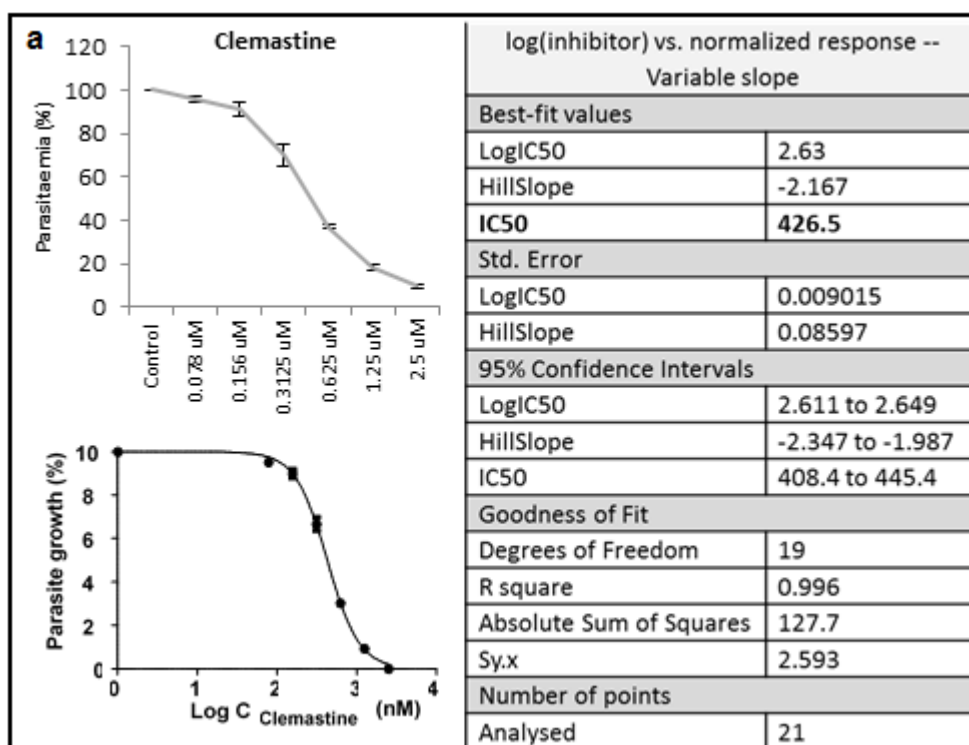 a
Clemastine
120
100
80
60
40
20
0
Parasitaemia (%)
Control
0.078 uM
0.156 uM
0.3125 uM
0.625 uM
1.25 uM
2.5 uM
10
8
6
4
2
0
Parasite growth (%)
0 1 2 3 4
Log C Clemastine (nM)
log(inhibitor) vs. normalized response --
Variable slope
Best-fit values
LogIC50 2.63
HillSlope -2.167
IC50 426.5
Std. Error
LogIC50 0.009015
HillSlope 0.08597
95% Confidence Intervals
LogIC50 2.611 to 2.649
HillSlope -2.347 to -1.987
IC50 408.4 to 445.4
Goodness of Fit
Degrees of Freedom 19
R square 0.996
Absolute Sum of Squares 127.7
Sy.x 2.593
Number of points
Analysed 21